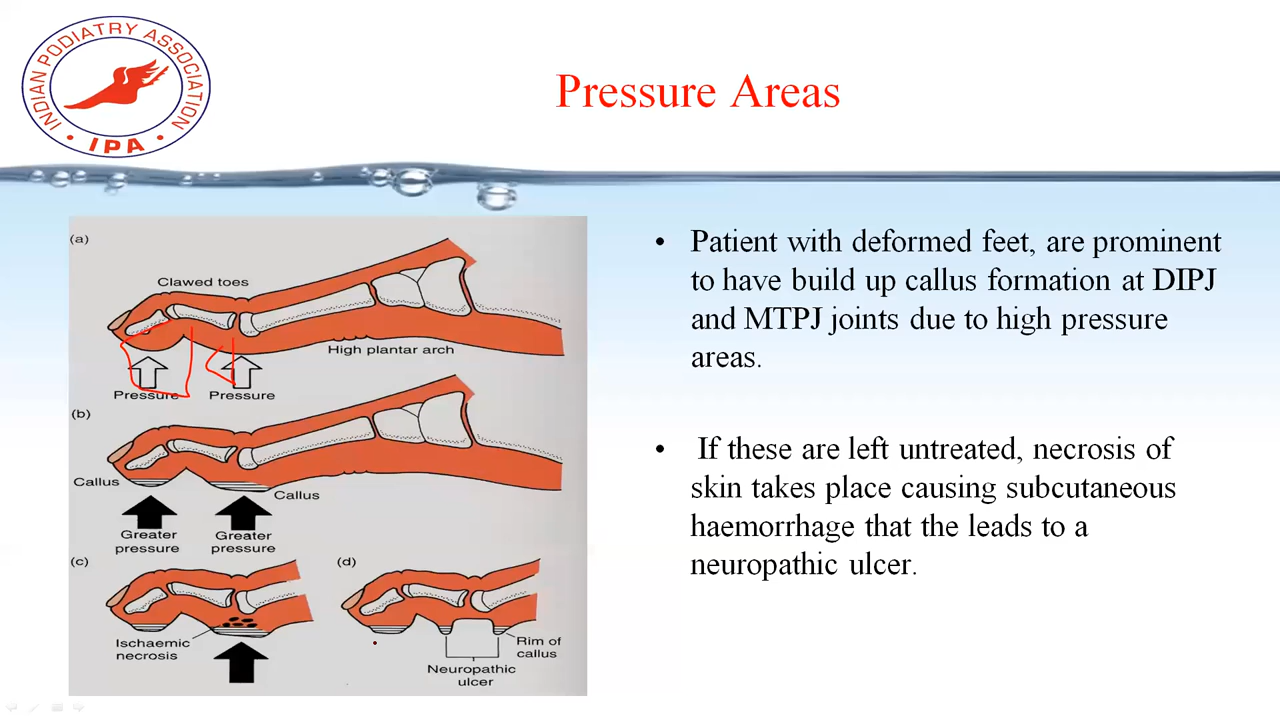 INDIAN PODIATRY ASSOCIATION
• IPA •
Pressure Areas
(a)
Clawed toes
High plantar arch
Pressure
Pressure
(b)
Callus
Callus
Greater
pressure
Greater
pressure
(c)
Ischaemic
necrosis
(d)
Rim of
callus
Neuropathic
ulcer
• Patient with deformed feet, are prominent
to have build up callus formation at DIPJ
and MTPJ joints due to high pressure
areas.
• If these are left untreated, necrosis of
skin takes place causing subcutaneous
haemorrhage that the leads to a
neuropathic ulcer.